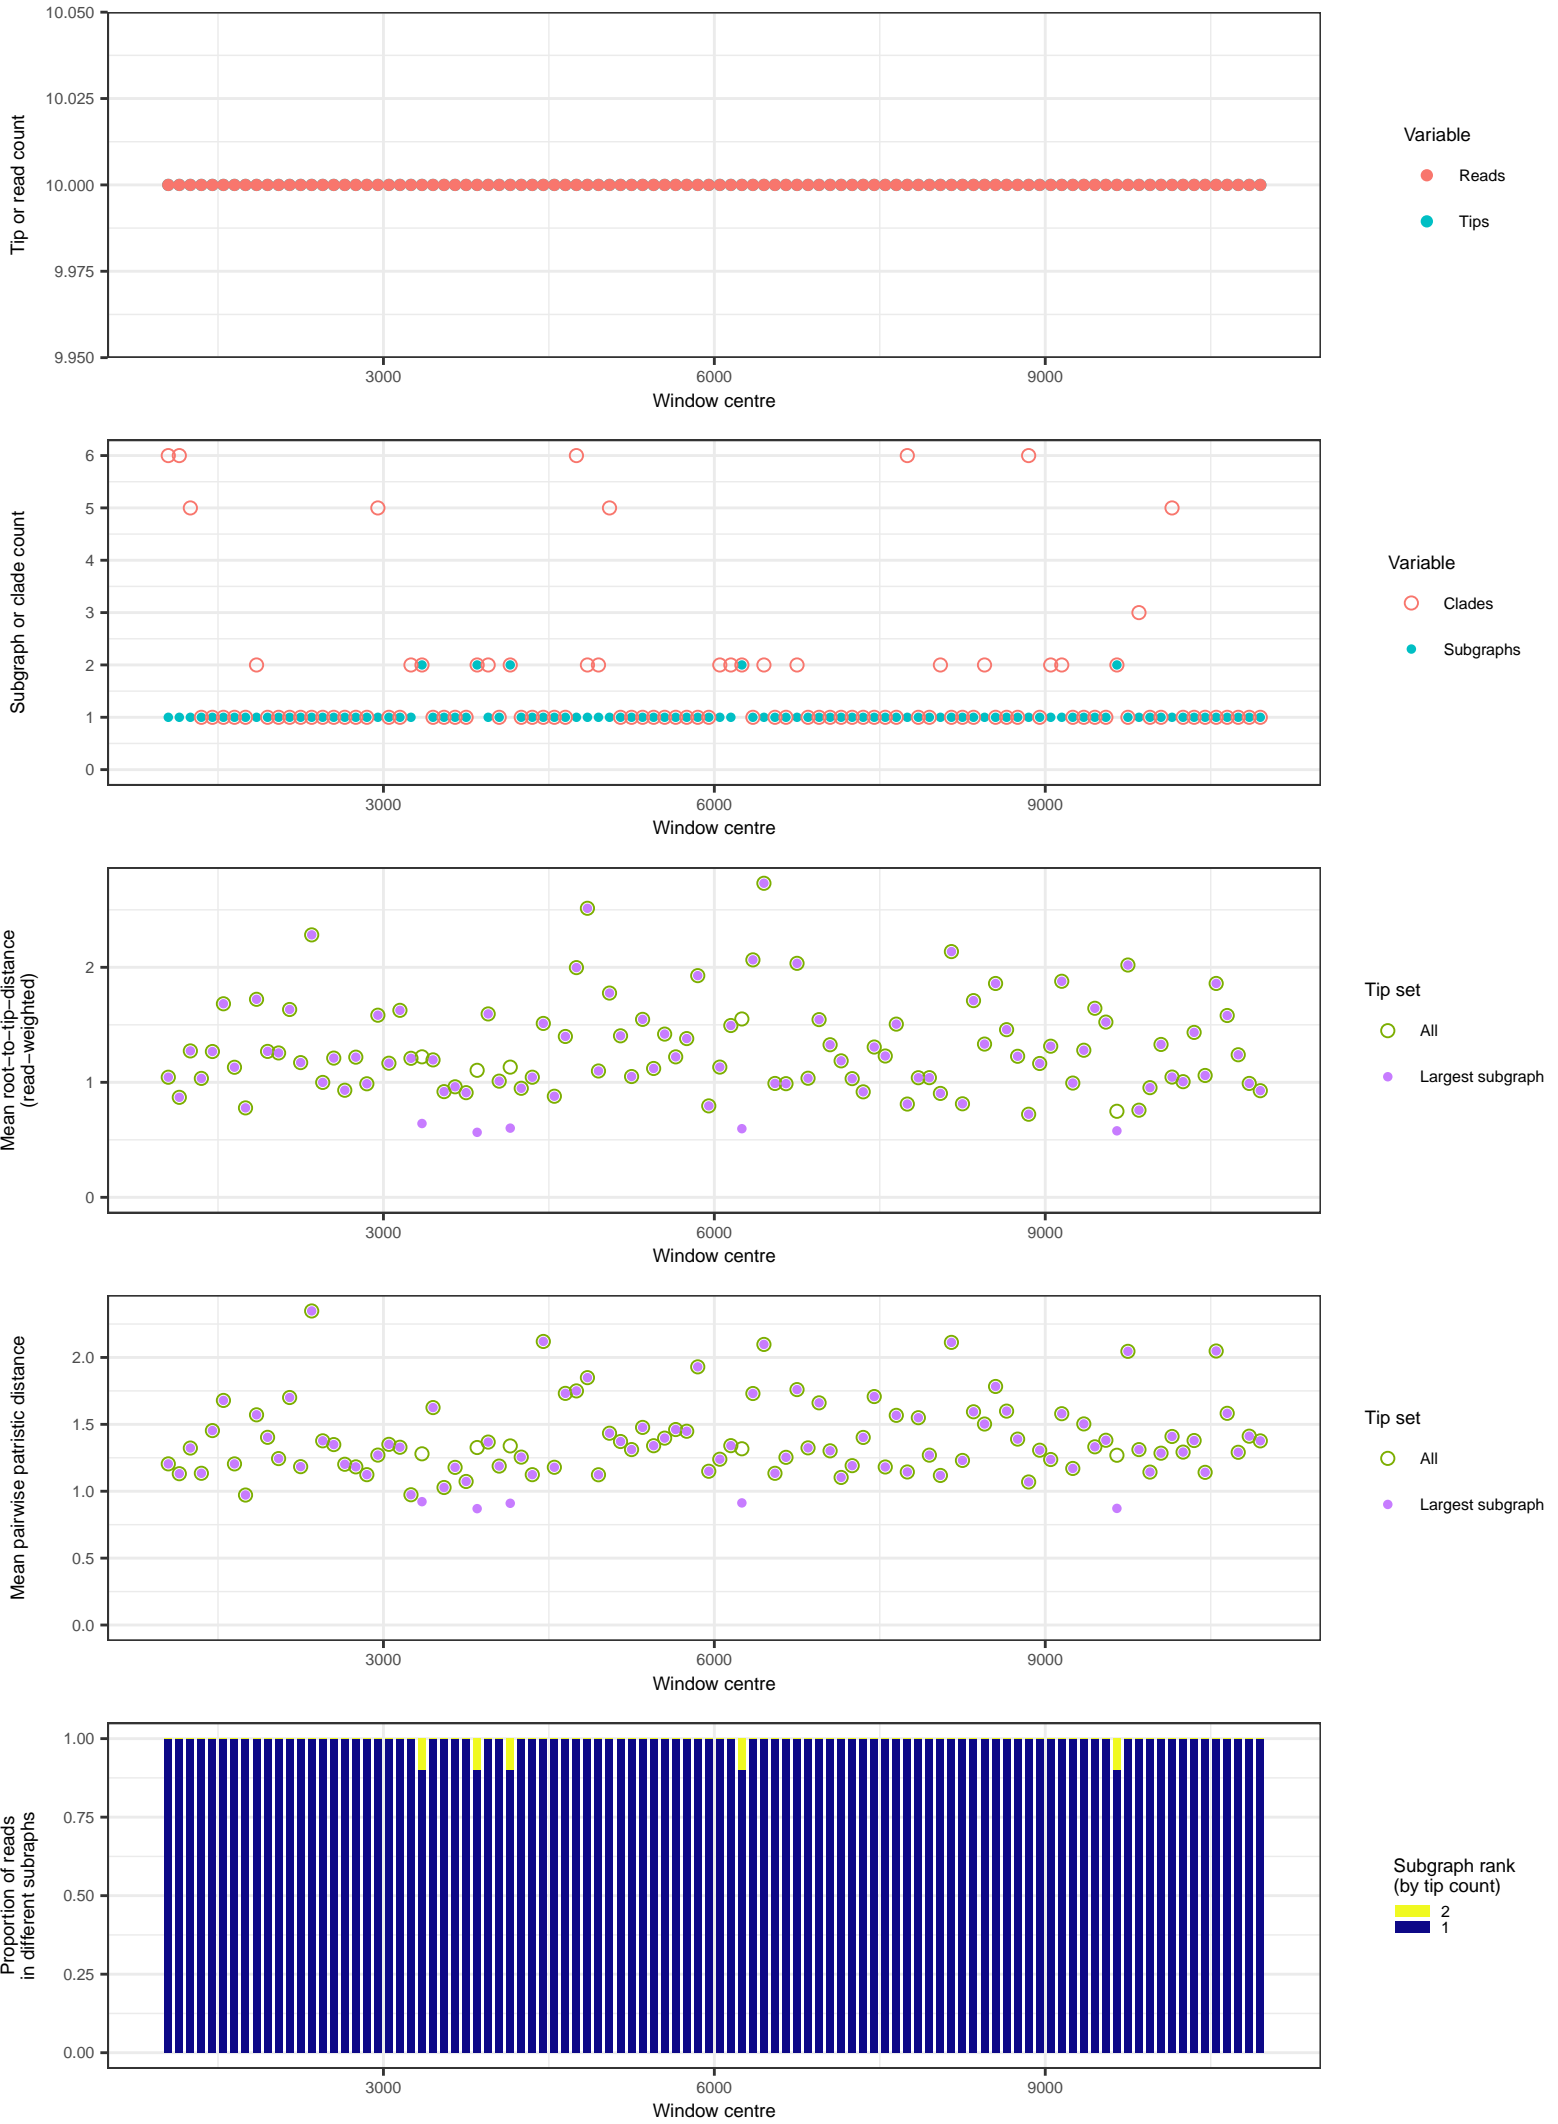 10.050
10.025
10.000
9.975
9.950
Tip or read count
3000
6000
9000
Window centre
Variable
Reads
Tips
6
5
4
3
2
1
0
Subgraph or clade count
3000
6000
9000
Window centre
Variable
Clades
Subgraphs
2
1
0
Mean root−to−tip−distance
(read−weighted)
3000
6000
9000
Window centre
Tip set
All
Largest subgraph
2.0
1.5
1.0
0.5
0.0
Mean pairwise patristic distance
3000
6000
9000
Window centre
Tip set
All
Largest subgraph
1.00
0.75
0.50
0.25
0.00
Proportion of reads
in different subraphs
3000
6000
9000
Window centre
Subgraph rank
(by tip count)
2
1